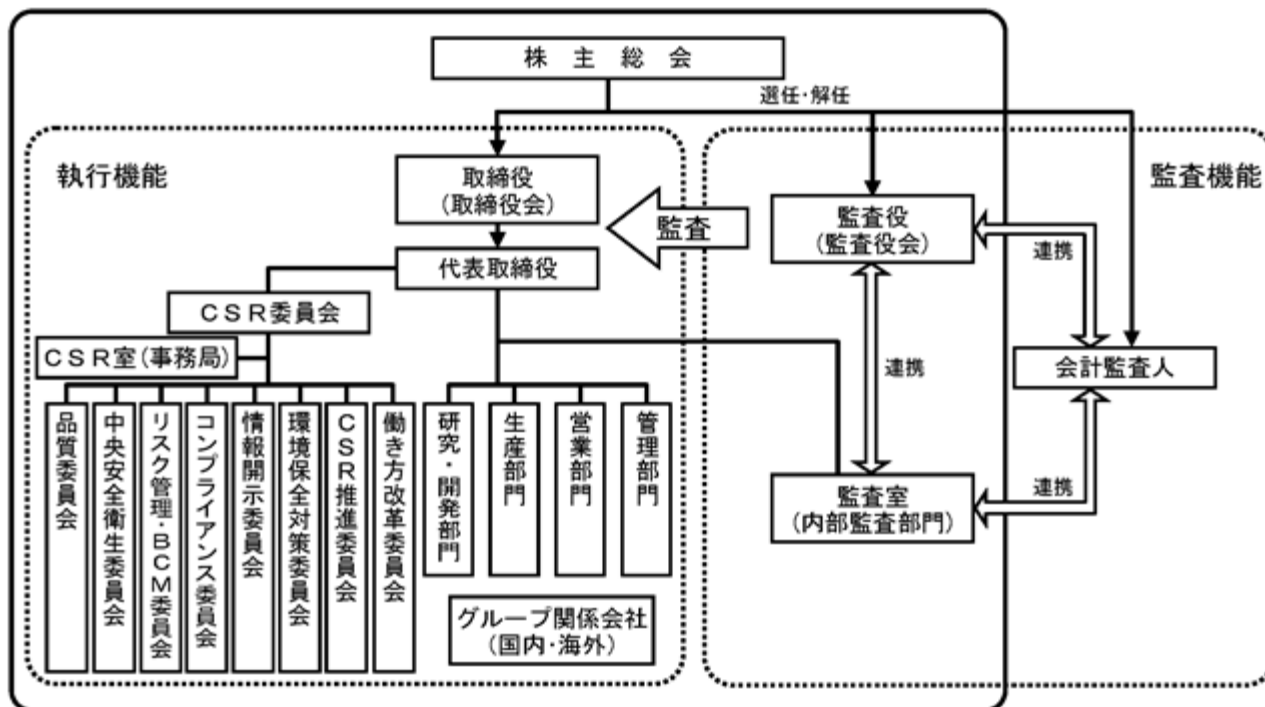 株主総会
選任・解任
執行機能
監査機能
取締役
(取締役会)
監査
監査役
(監査役会)
連携
代表取締役
CSR委員会
CSR室(事務局)
連携
会計監査人
品質委員会
中央安全衛生委員会
リスク管理・BCM委員会
コンプライアンス委員会
情報開示委員会
環境保全対策委員会
CSR推進委員会
働き方改革委員会
研究・開発部門
生産部門
営業部門
管理部門
監査室
(内部監査部門)
連携
グループ関係会社
(国内・海外)